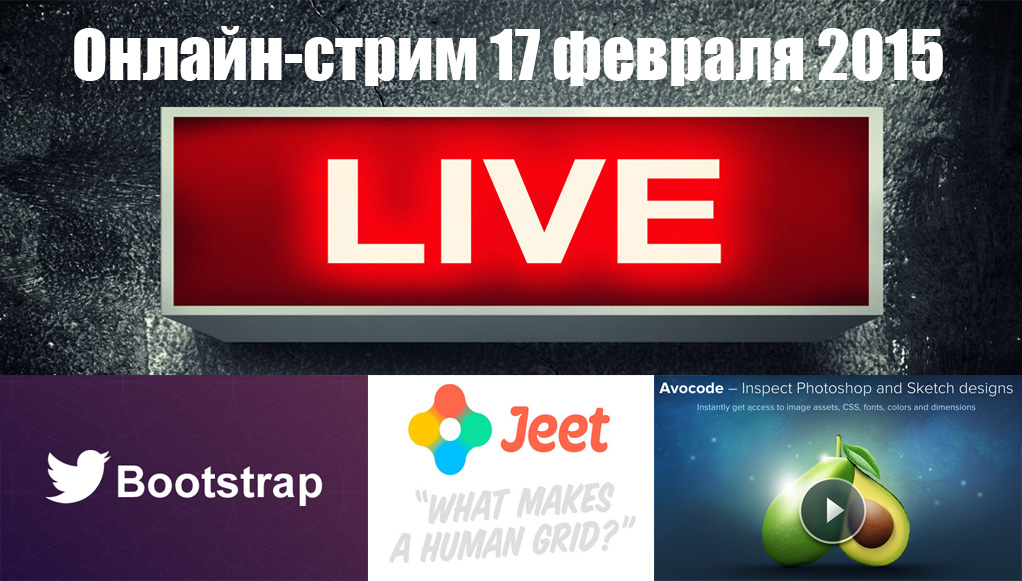 Онлайн-стрим 17 февраля 2015
LIVE
Bootstrap
Jeet
“WHAT MAKES
A HUMAN GRID?”
Avocode – Inspect Photoshop and Sketch designs
Instantly get access to image assets, CSS, fonts, colors and dimensions